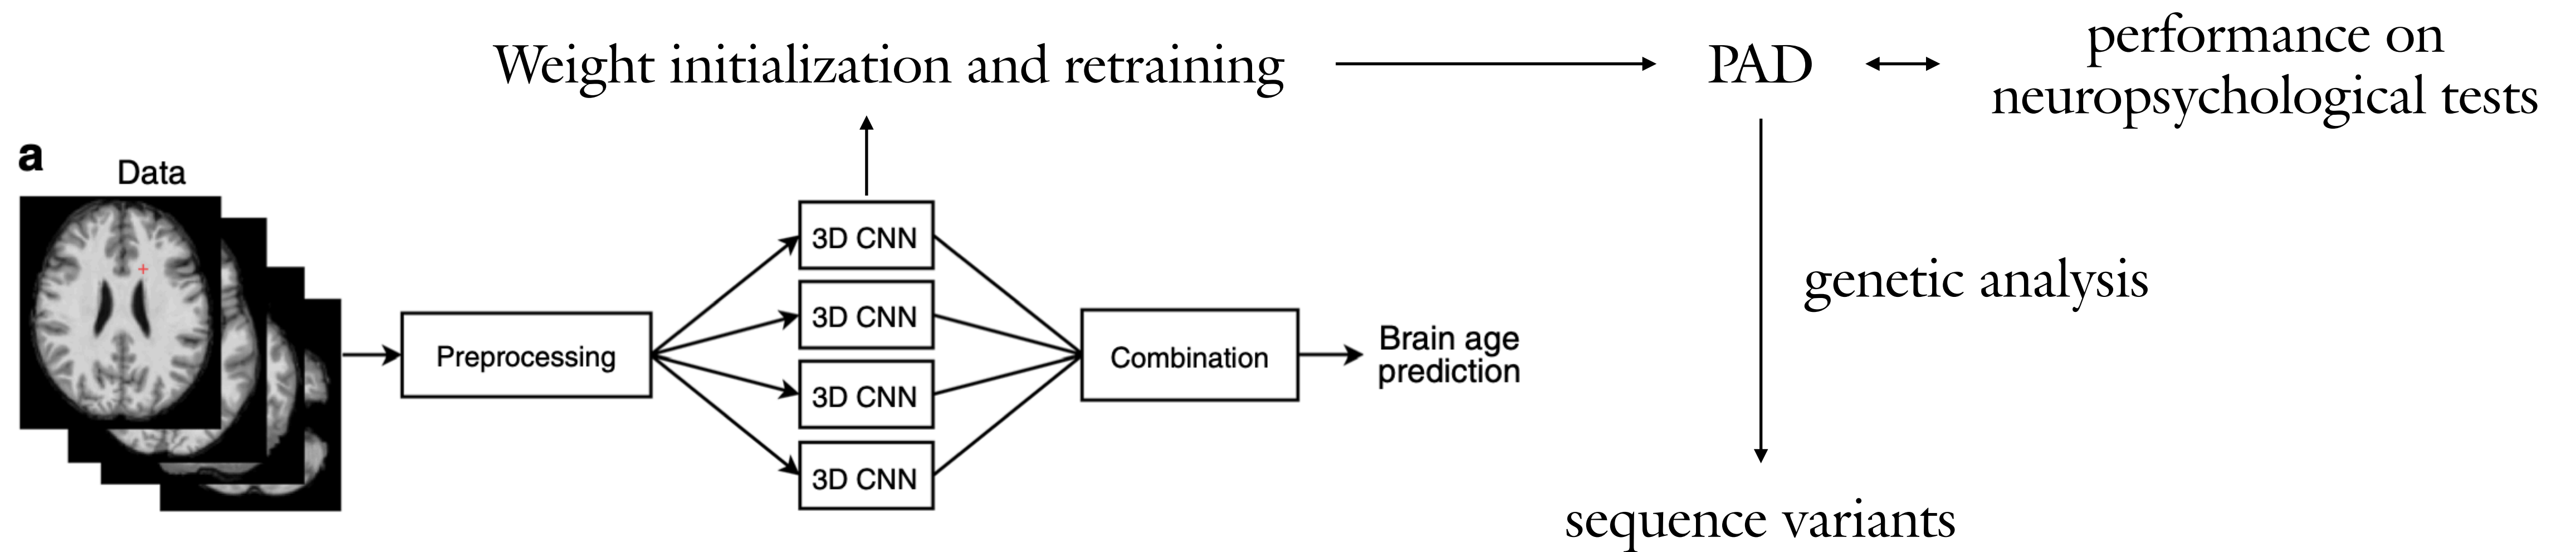 Weight initialization and retraining
PAD
performance on
neuropsychological tests
a
Data
3D CNN
3D CNN
3D CNN
3D CNN
Preprocessing
Combination
Brain age
prediction
genetic analysis
sequence variants